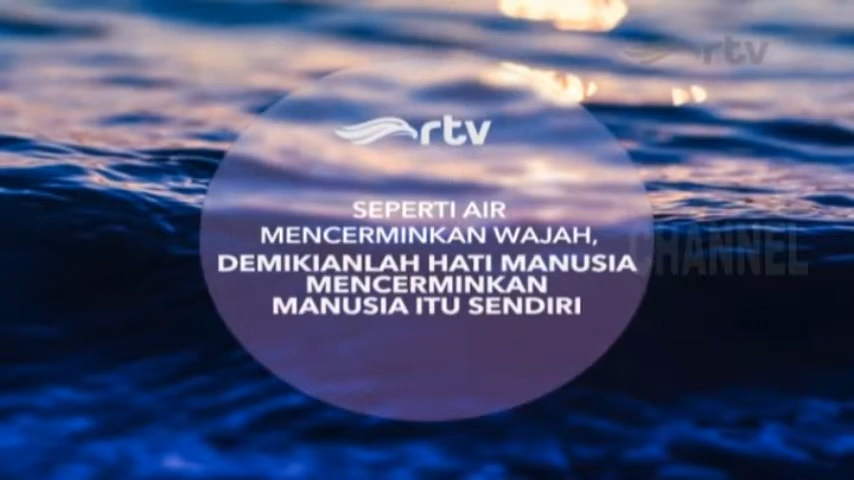 rtv
rtv
SEPERTI AIR
MENCERMINKAN WAJAH,
CHANNEL
DEMIKIANLAH HATI MANUSIA
MENCERMINKAN
MANUSIA ITU SENDIRI